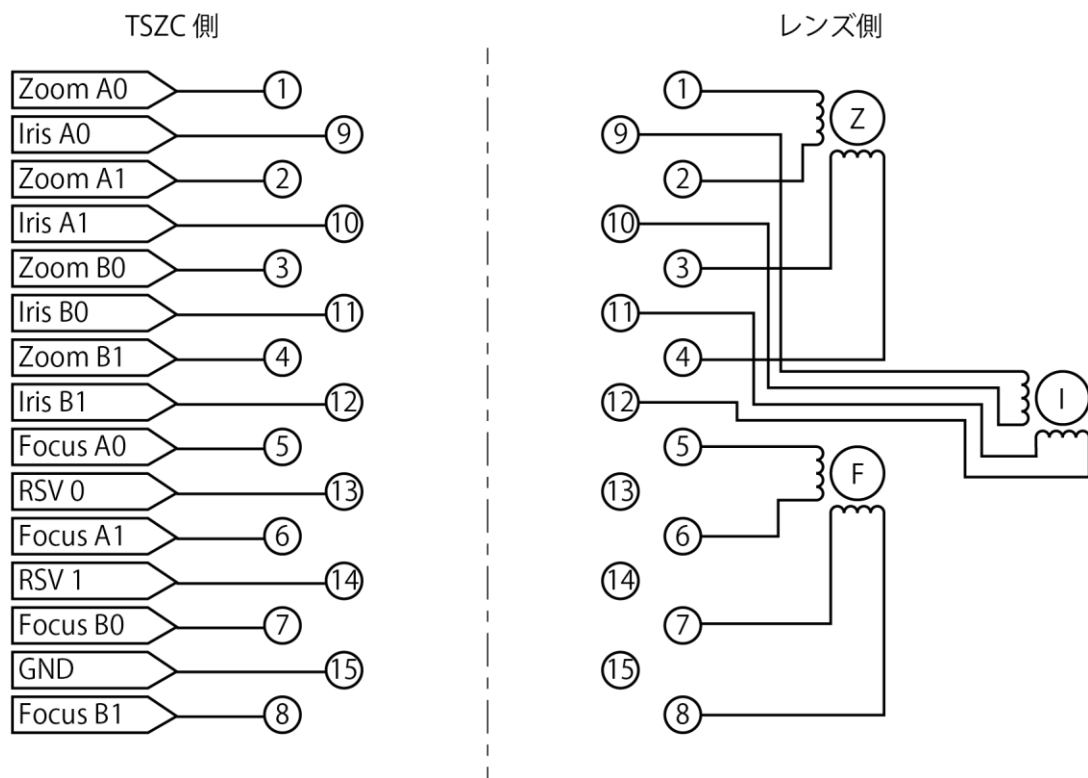 TSZC 側 レンズ側
Zoom A0 1 1 Z
Iris A0 9 9
Zoom A1 2 2
Iris A1 10 10
Zoom B0 3 3
Iris B0 11 11
Zoom B1 4 4
Iris B1 12 12 I
Focus A0 5 5 F
RSV 0 13 13
Focus A1 6 6
RSV 1 14 14
Focus B0 7 7
GND 15 15
Focus B1 8 8